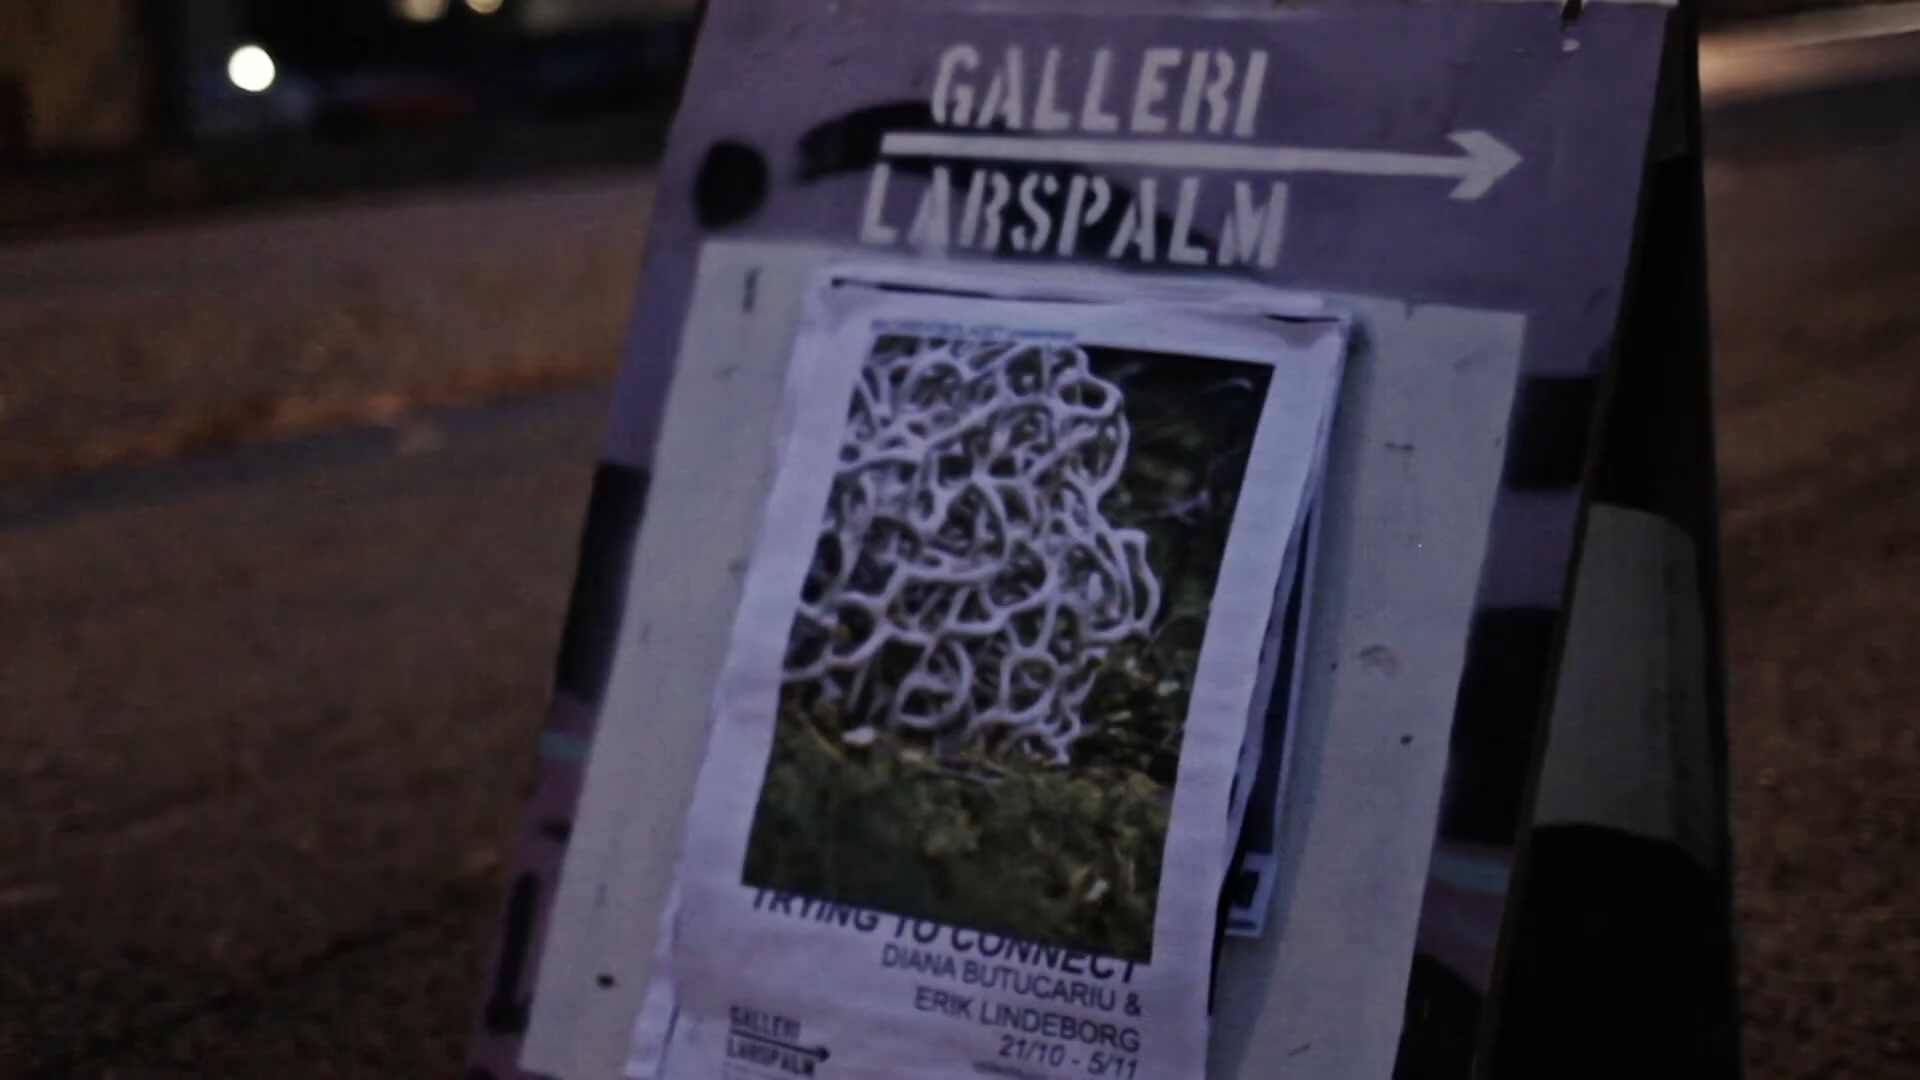 GALLERI
LARSPALM
TRYING TO CONNECT
DIANA BUTUCARIU &
ERIK LINDEBORG
21/10 - 5/11
GALLERI
LARSPALM